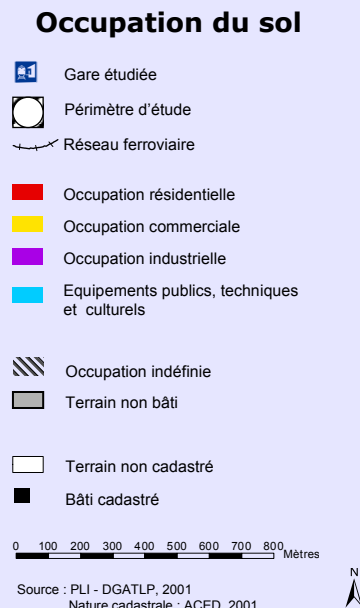 Occupation du sol
Gare étudiée
Périmètre d'étude
Réseau ferroviaire
Occupation résidentielle
Occupation commerciale
Occupation industrielle
Equipements publics, techniques
et culturels
Occupation indéfinie
Terrain non bâti
Terrain non cadastré
Bâti cadastré
0 100 200 300 400 500 600 700 800 Mètres
N
Source : PLI - DGATLP, 2001
Nature cadastrale : ACED, 2001